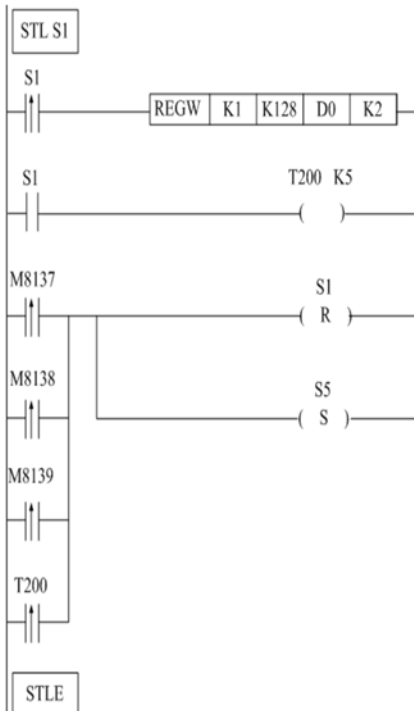 STL S1
S1
REGW K1 K128 D0 K2
S1
T200 K5
( )
M8137
S1
( R )
M8138
S5
( S )
M8139
T200
STLE